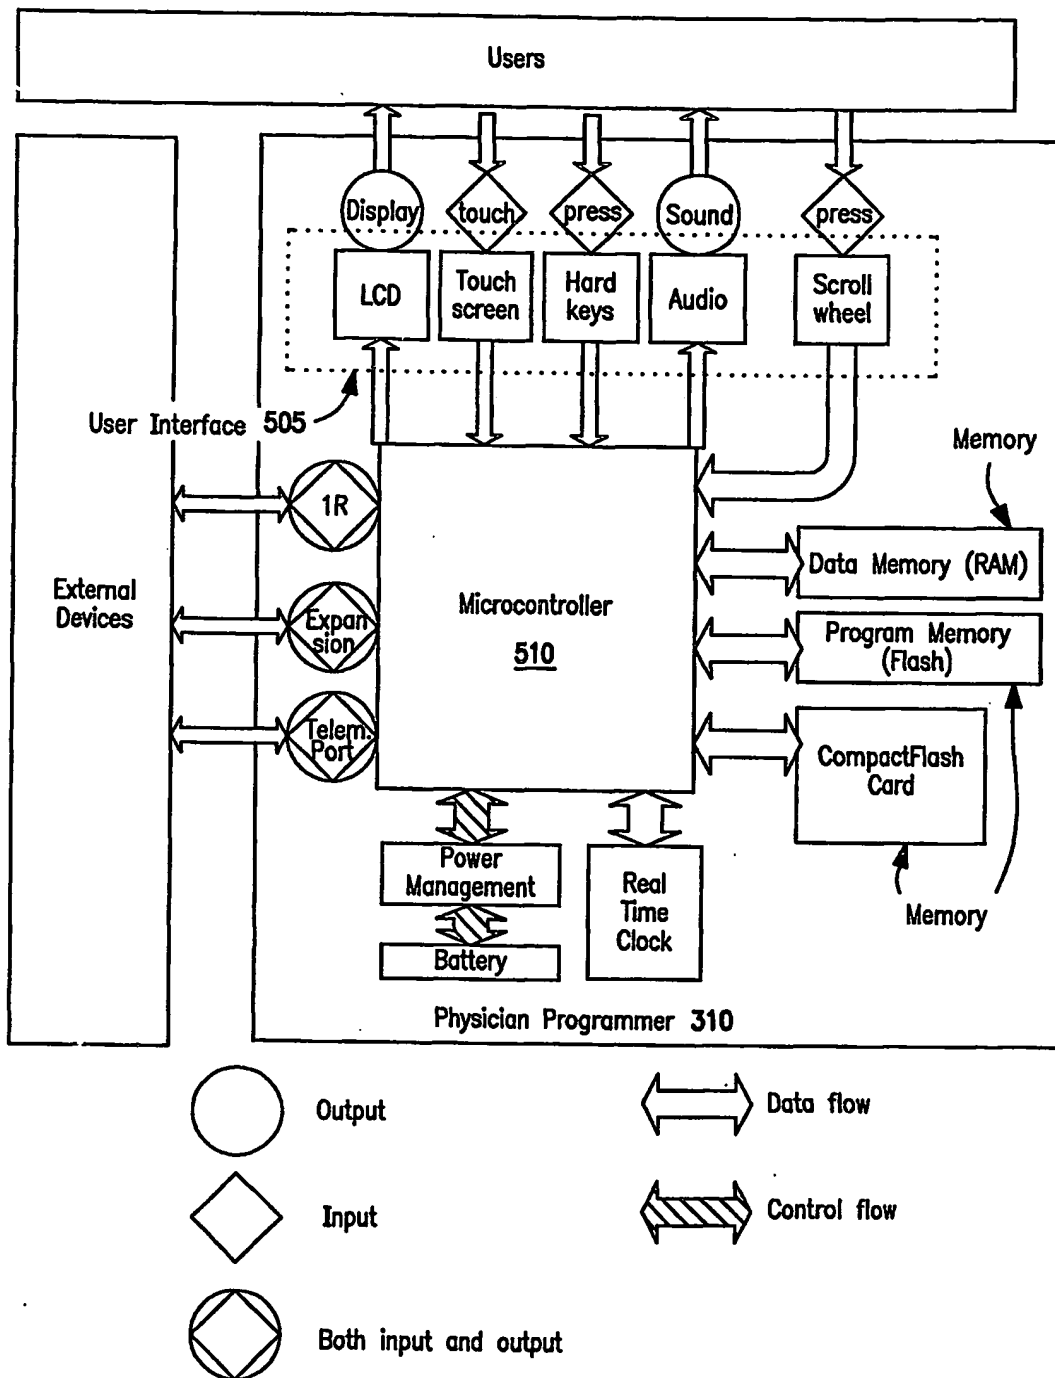 Users
Display
touch
press
Sound
press
LCD
Touch
screen
Hard
keys
Audio
Scroll
wheel
User Interface 505
Memory
1R
External
Devices
Expan
sion
Telem.
Port
Microcontroller
510
Data Memory (RAM)
Program Memory
(Flash)
CompactFlash
Card
Power
Management
Battery
Real
Time
Clock
Memory
Physician Programmer 310
Output
Data flow
Input
Control flow
Both input and output